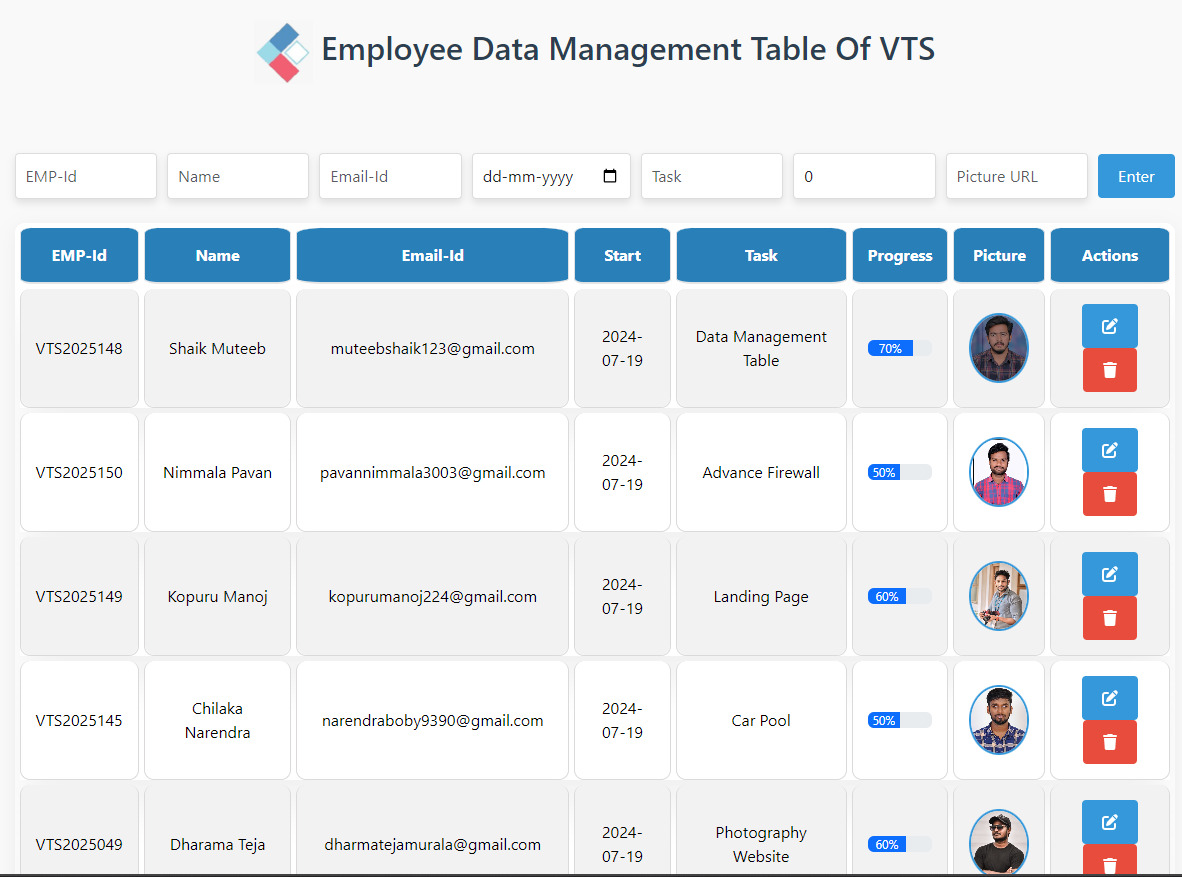 Employee Data Management Table Of VTS
EMP-Id Name Email-Id dd-mm-yyyy Task 0 Picture URL Enter
EMP-Id Name Email-Id Start Task Progress Picture Actions
VTS2025148 Shaik Muteeb muteebshaik123@gmail.com 2024-
07-19 Data Management
Table 70%
VTS2025150 Nimmala Pavan pavannimmala3003@gmail.com 2024-
07-19 Advance Firewall 50%
VTS2025149 Kopuru Manoj kopurumanoj224@gmail.com 2024-
07-19 Landing Page 60%
VTS2025145 Chilaka
Narendra narendraboby9390@gmail.com 2024-
07-19 Car Pool 50%
VTS2025049 Dharama Teja dharmatejamurala@gmail.com 2024-
07-19 Photography
Website 60%